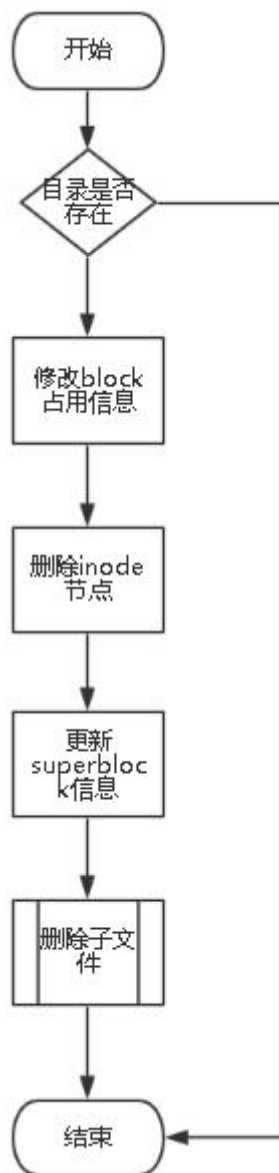 开始
目录是否
存在
修改block
占用信息
删除inode
节点
更新
superbloc
k信息
删除子文
件
结束